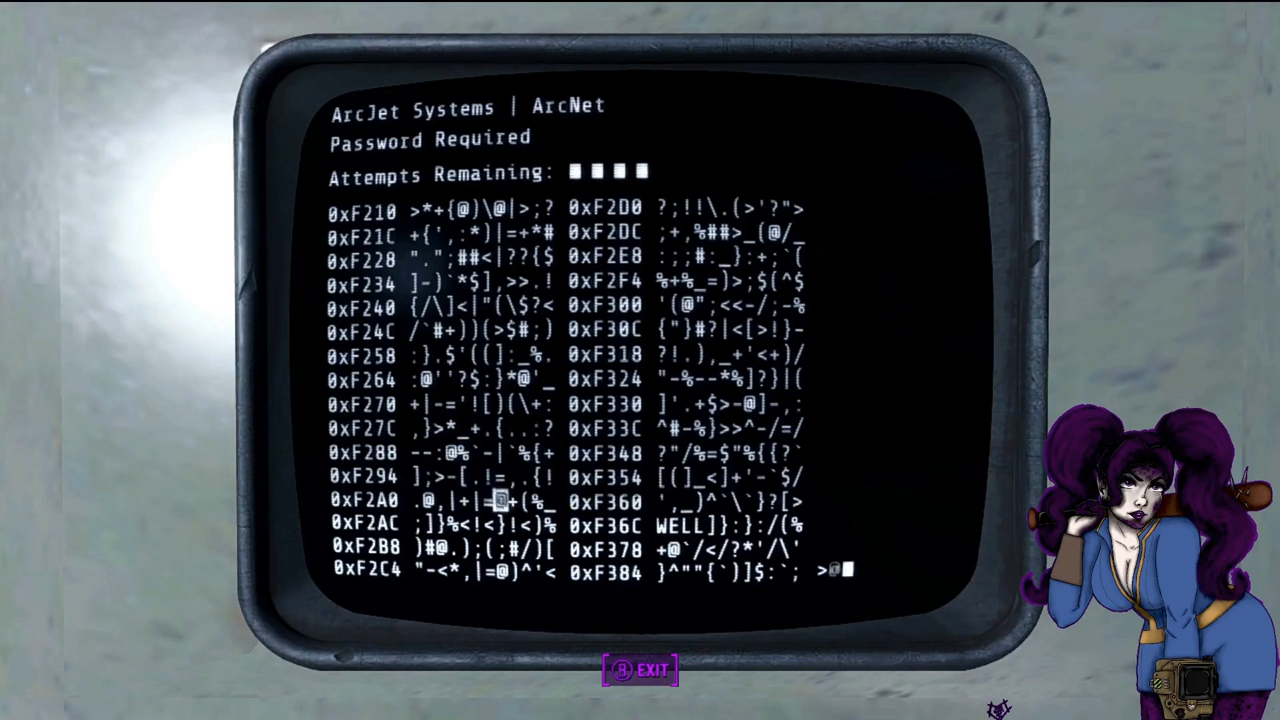 ArcJet Systems | ArcNet
Password Required
Attempts Remaining:
0xF210 >*+{@)\@|>;? 0xF2D0 ?;!!\.(>'?">
0xF21C +{',:*)|=+*# 0xF2DC ;+,%##>_(@/_
0xF228 ".";##<|??{$ 0xF2E8 :;;#:_}:+;`(
0xF234 ]-)`*$],>>.! 0xF2F4 %+%_=)>;$(^$
0xF240 {/\]<|"(\$?< 0xF300 '(@";<<-/;-%
0xF24C /`#+))(>$#;) 0xF30C {"}#?|<[>!}-
0xF258 :}.$'((]:_%. 0xF318 ?!.),_+'<+)/
0xF264 :@''?$:}*@'_ 0xF324 "-%--*%]?}|(
0xF270 +|-='![)(\+: 0xF330 ]'.+$>-@]-,:
0xF27C ,}>*_+.{..:? 0xF33C ^#-%}>>^-/=/
0xF288 --:@%`-|`%{+ 0xF348 ?"/%=$"%{{?`
0xF294 ];>-[.!=,.{! 0xF354 [(]_<]+'-`$/
0xF2A0 .@,|+|=@+(%_ 0xF360 ',_)^`\`}?[>
0xF2AC ;]}%<!<}!<)% 0xF36C WELL]}:}:/(%
0xF2B8 )#@.);(;#/)[ 0xF378 +@`/</?*'/\'
0xF2C4 "-<*,|=@)^'< 0xF384 }^""{`)]$:`; >@
B EXIT